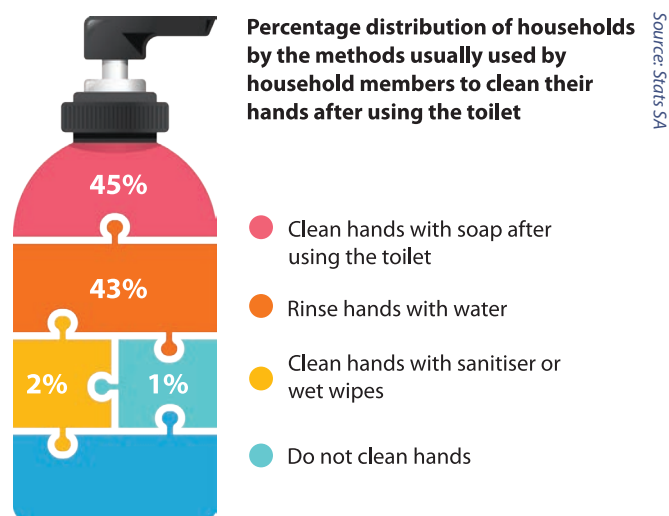 Percentage distribution of households
by the methods usually used by
household members to clean their
hands after using the toilet
Source: Stats SA
45%
43%
2%
1%
Clean hands with soap after
using the toilet
Rinse hands with water
Clean hands with sanitiser or
wet wipes
Do not clean hands